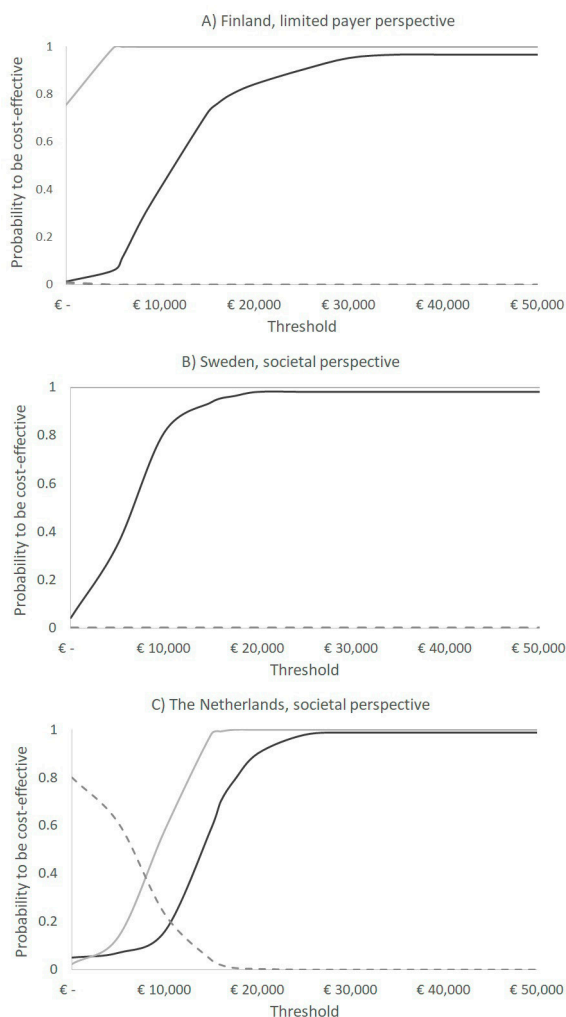 A) Finland, limited payer perspective
Probability to be cost-effective
1
0.8
0.6
0.4
0.2
0
€ - € 10,000 € 20,000 € 30,000 € 40,000 € 50,000
Threshold
B) Sweden, societal perspective
Probability to be cost-effective
1
0.8
0.6
0.4
0.2
0
€ - € 10,000 € 20,000 € 30,000 € 40,000 € 50,000
Threshold
C) The Netherlands, societal perspective
Probability to be cost-effective
1
0.8
0.6
0.4
0.2
0
€ - € 10,000 € 20,000 € 30,000 € 40,000 € 50,000
Threshold